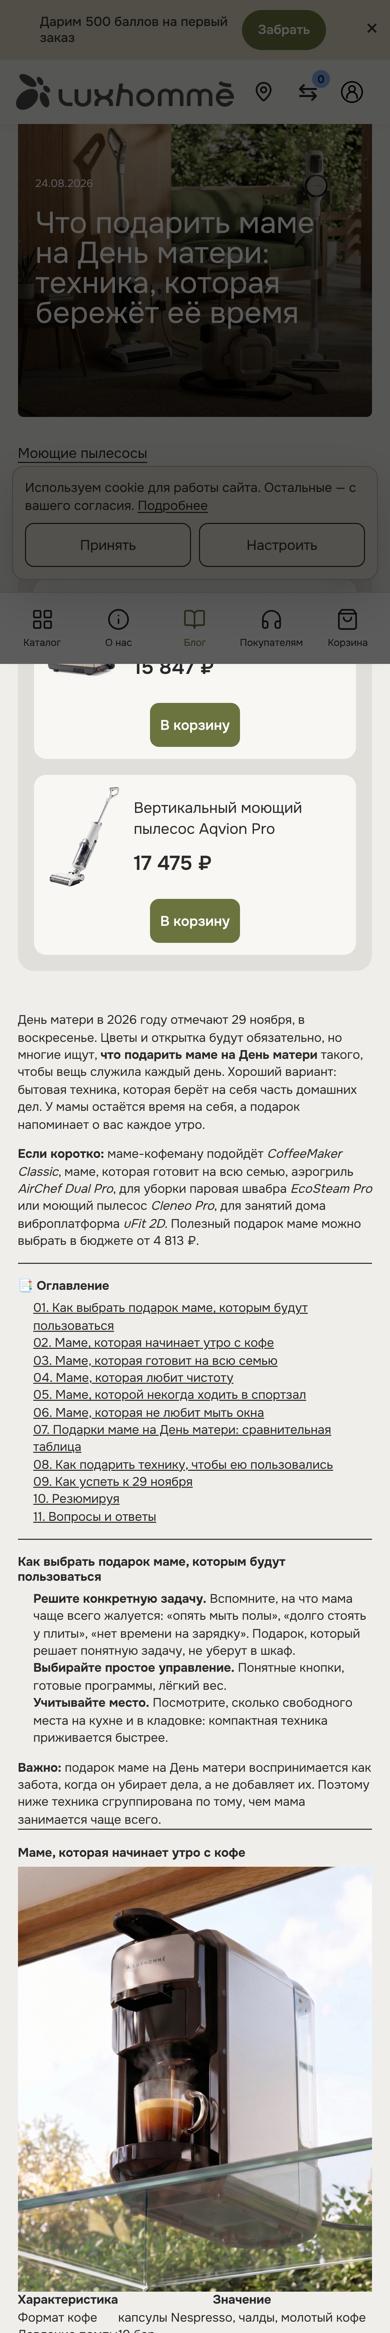 Дарим 500 баллов на первый
заказ
Забрать
luxhommè
0
24.08.2026
Что подарить маме
на День матери:
техника, которая
бережёт её время
Моющие пылесосы
Используем cookie для работы сайта. Остальные — с
вашего согласия. Подробнее
Принять
Настроить
Каталог
О нас
Блог
Покупателям
Корзина
15 847 ₽
В корзину
Вертикальный моющий
пылесос Aqvion Pro
17 475 ₽
В корзину
День матери в 2026 году отмечают 29 ноября, в
воскресенье. Цветы и открытка будут обязательно, но
многие ищут, что подарить маме на День матери такого,
чтобы вещь служила каждый день. Хороший вариант:
бытовая техника, которая берёт на себя часть домашних
дел. У мамы остаётся время на себя, а подарок
напоминает о вас каждое утро.
Если коротко: маме-кофеману подойдёт CoffeeMaker
Classic, маме, которая готовит на всю семью, аэрогриль
AirChef Dual Pro, для уборки паровая швабра EcoSteam Pro
или моющий пылесос Cleneo Pro, для занятий дома
виброплатформа uFit 2D. Полезный подарок маме можно
выбрать в бюджете от 4 813 ₽.
📑 Оглавление
01. Как выбрать подарок маме, которым будут
пользоваться
02. Маме, которая начинает утро с кофе
03. Маме, которая готовит на всю семью
04. Маме, которая любит чистоту
05. Маме, которой некогда ходить в спортзал
06. Маме, которая не любит мыть окна
07. Подарки маме на День матери: сравнительная
таблица
08. Как подарить технику, чтобы ею пользовались
09. Как успеть к 29 ноября
10. Резюмируя
11. Вопросы и ответы
Как выбрать подарок маме, которым будут
пользоваться
Решите конкретную задачу. Вспомните, на что мама
чаще всего жалуется: «опять мыть полы», «долго стоять
у плиты», «нет времени на зарядку». Подарок, который
решает понятную задачу, не уберут в шкаф.
Выбирайте простое управление. Понятные кнопки,
готовые программы, лёгкий вес.
Учитывайте место. Посмотрите, сколько свободного
места на кухне и в кладовке: компактная техника
приживается быстрее.
Важно: подарок маме на День матери воспринимается как
забота, когда он убирает дела, а не добавляет их. Поэтому
ниже техника сгруппирована по тому, чем мама
занимается чаще всего.
Маме, которая начинает утро с кофе
LUXHOMMÈ
Характеристика Значение
Формат кофе капсулы Nespresso, чалды, молотый кофе